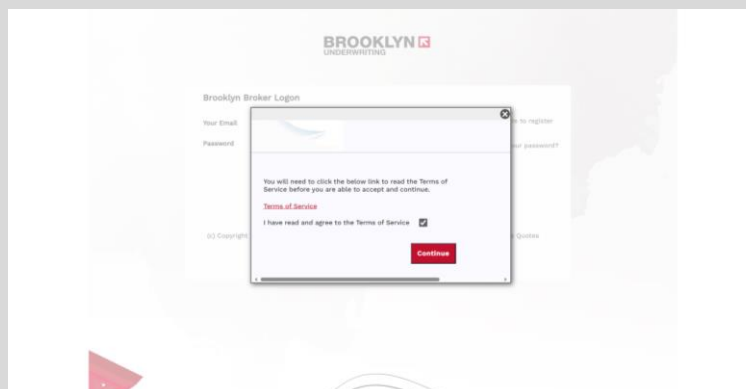 BROOKLYN
UNDERWRITING
Brooklyn Broker Logon
Your Email
to register
Password
your password?
You will need to click the below link to read the Terms of
Service before you are able to accept and continue.
Terms of Service
I have read and agree to the Terms of Service
(c) Copyright
Quotes
Continue